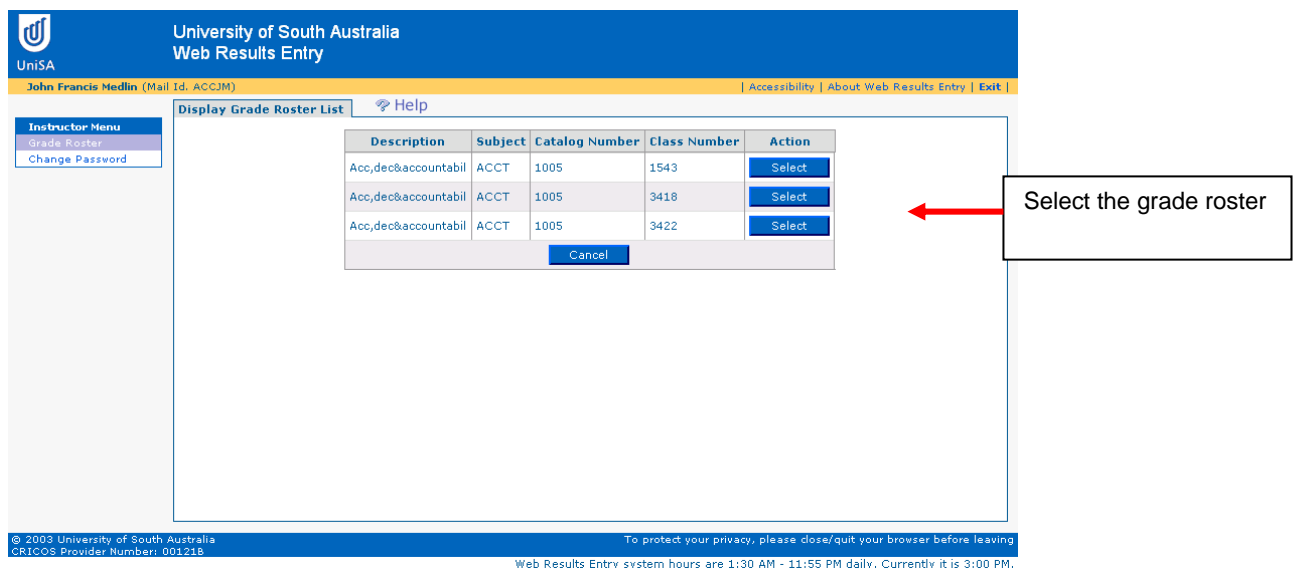 University of South Australia
Web Results Entry
UniSA
John Francis Medlin (Mail Id. ACCJM) | Accessibility | About Web Results Entry | Exit |
Display Grade Roster List Help
Instructor Menu
Grade Roster
Change Password
Description Subject Catalog Number Class Number Action
Acc,dec&accountabil ACCT 1005 1543 Select
Acc,dec&accountabil ACCT 1005 3418 Select
Acc,dec&accountabil ACCT 1005 3422 Select
Cancel
Select the grade roster
© 2003 University of South Australia To protect your privacy, please close/quit your browser before leaving
CRICOS Provider Number: 00121B
Web Results Entry system hours are 1:30 AM - 11:55 PM daily. Currently it is 3:00 PM.